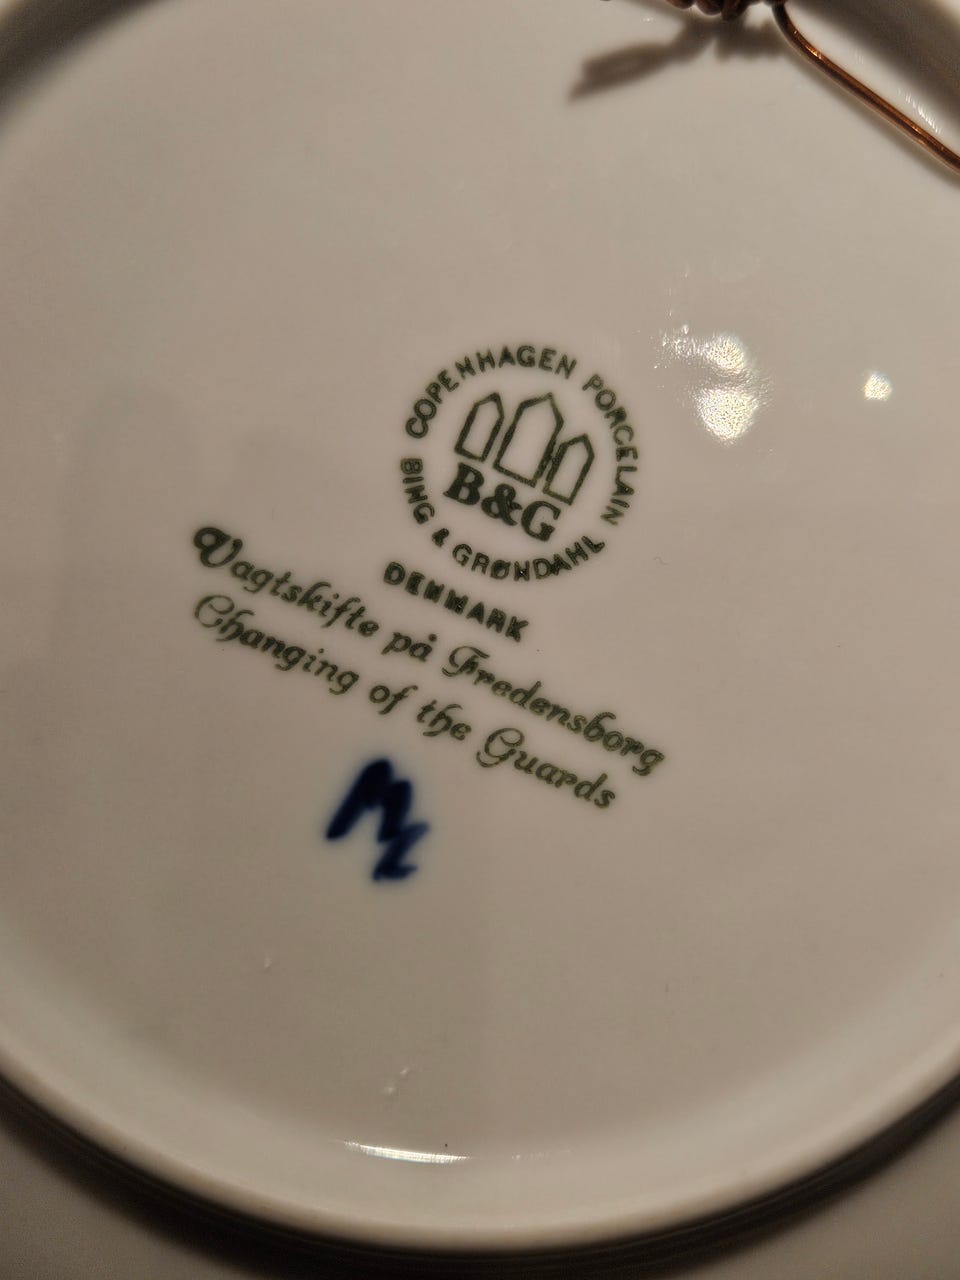 COPENHAGEN PORCELAIN
B&G
BING & GRØNDAHL
DENMARK
Vagtskifte på Fredensborg
Changing of the Guards